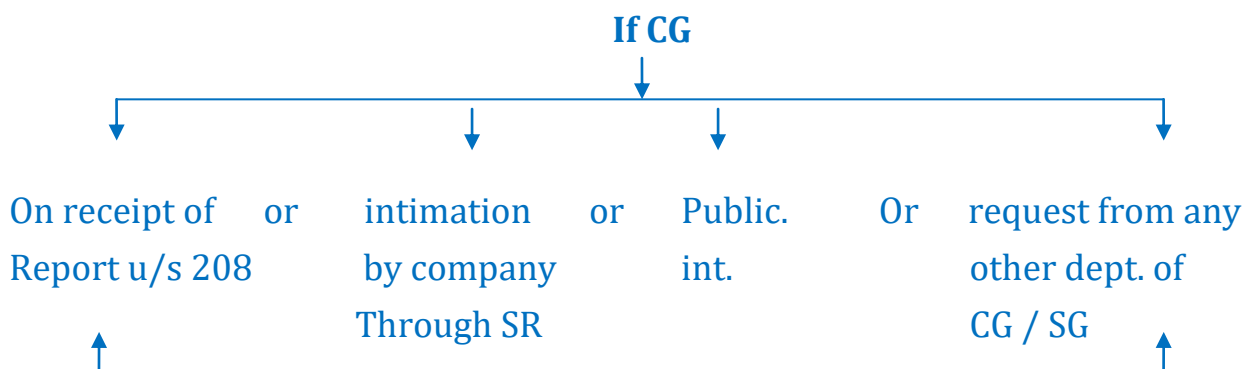 If CG
On receipt of or intimation or Public. Or request from any
Report u/s 208 by company int. other dept. of
Through SR CG / SG